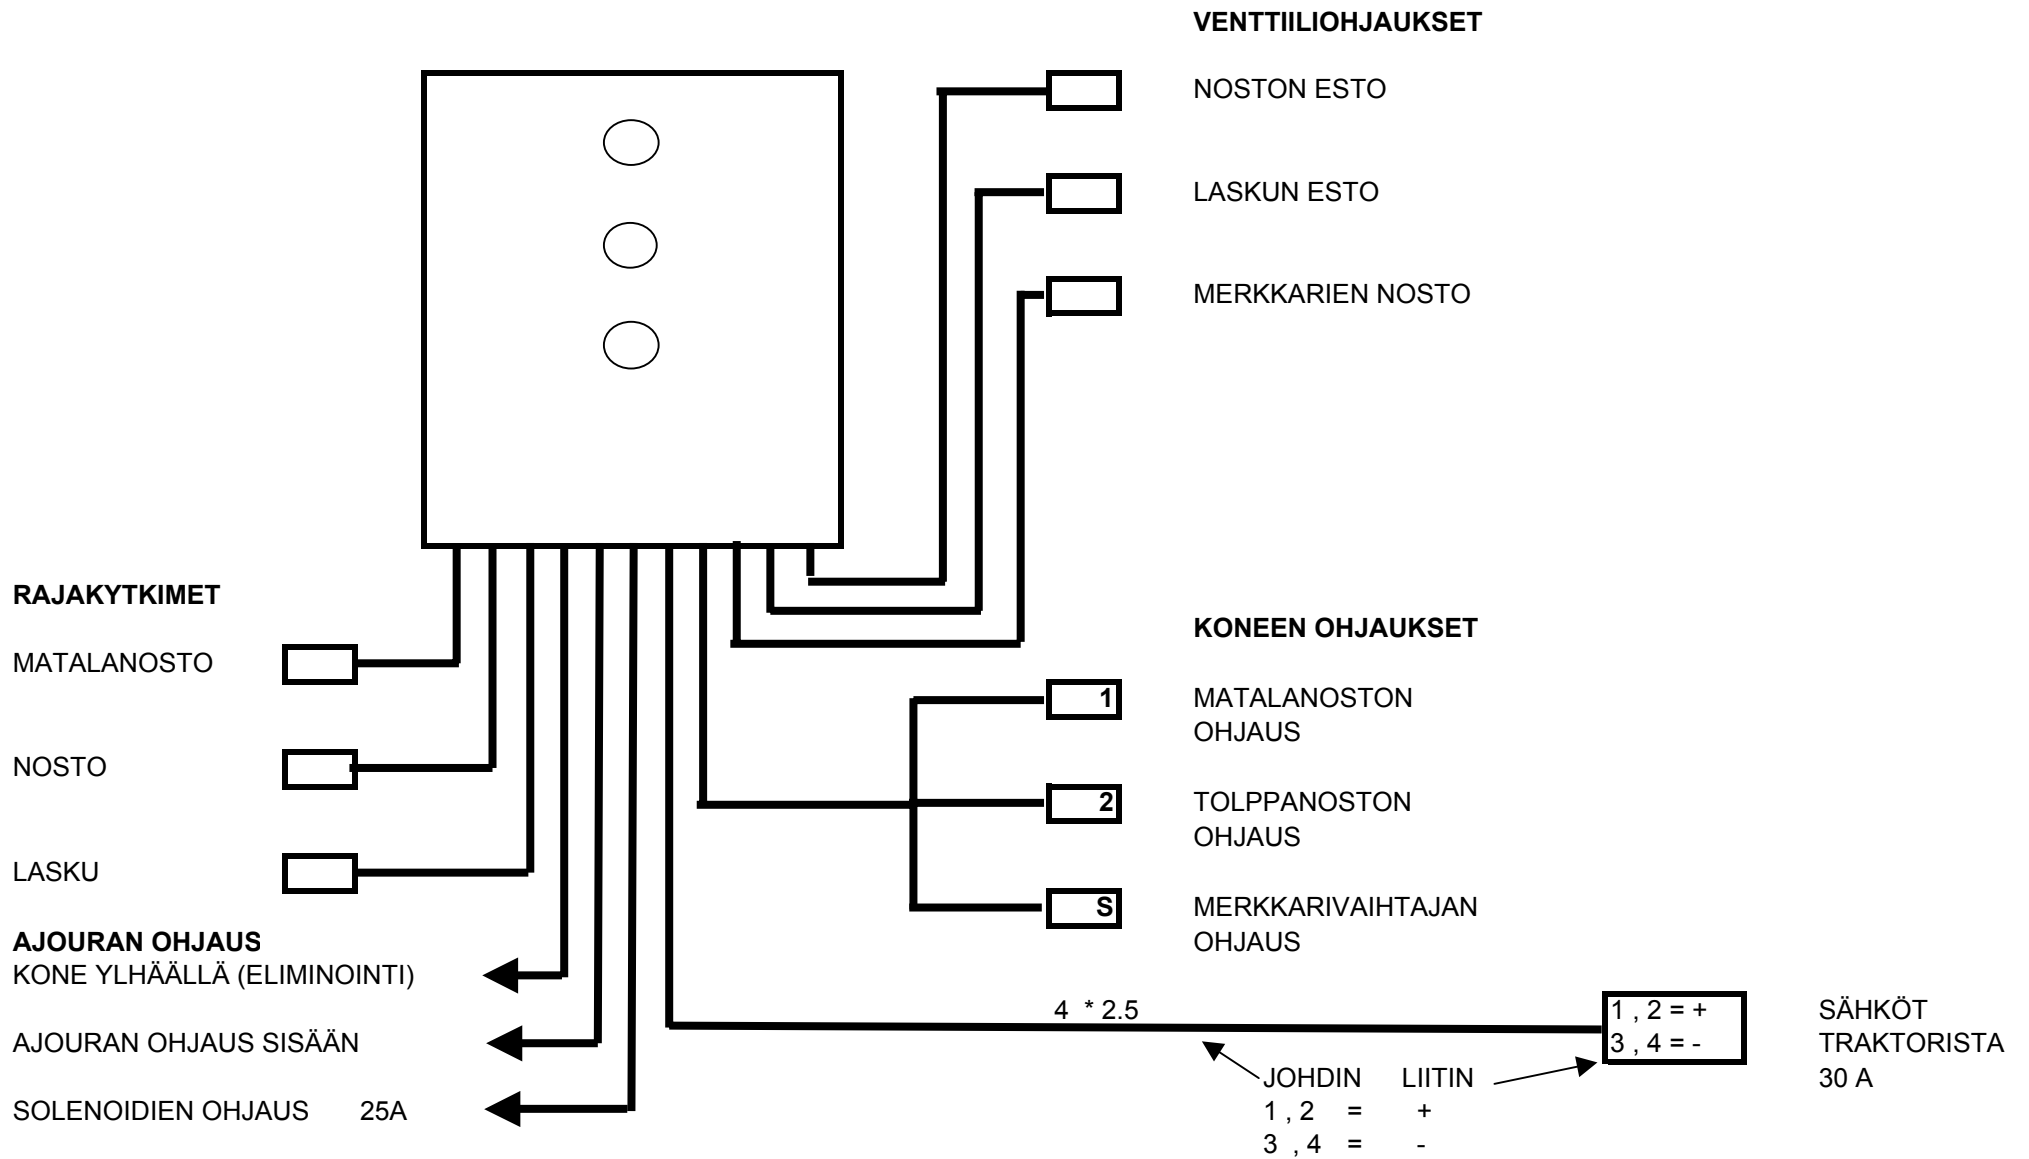 VENTTIILIOHJAUKSET
NOSTON ESTO
LASKUN ESTO
MERKKARIEN NOSTO
RAJAKYTKIMET
MATALANOSTO
NOSTO
LASKU
AJOURAN OHJAUS
KONE YLHÄÄLLÄ (ELIMINOINTI)
AJOURAN OHJAUS SISÄÄN
SOLENOIDIEN OHJAUS 25A
KONEEN OHJAUKSET
1 MATALANOSTON
OHJAUS
2 TOLPPANOSTON
OHJAUS
S MERKKARIVAIHTAJAN
OHJAUS
4 * 2.5
1 , 2 = +
3 , 4 = -
SÄHKÖT
TRAKTORISTA
30 A
JOHDIN LIITIN
1 , 2 = +
3 , 4 = -